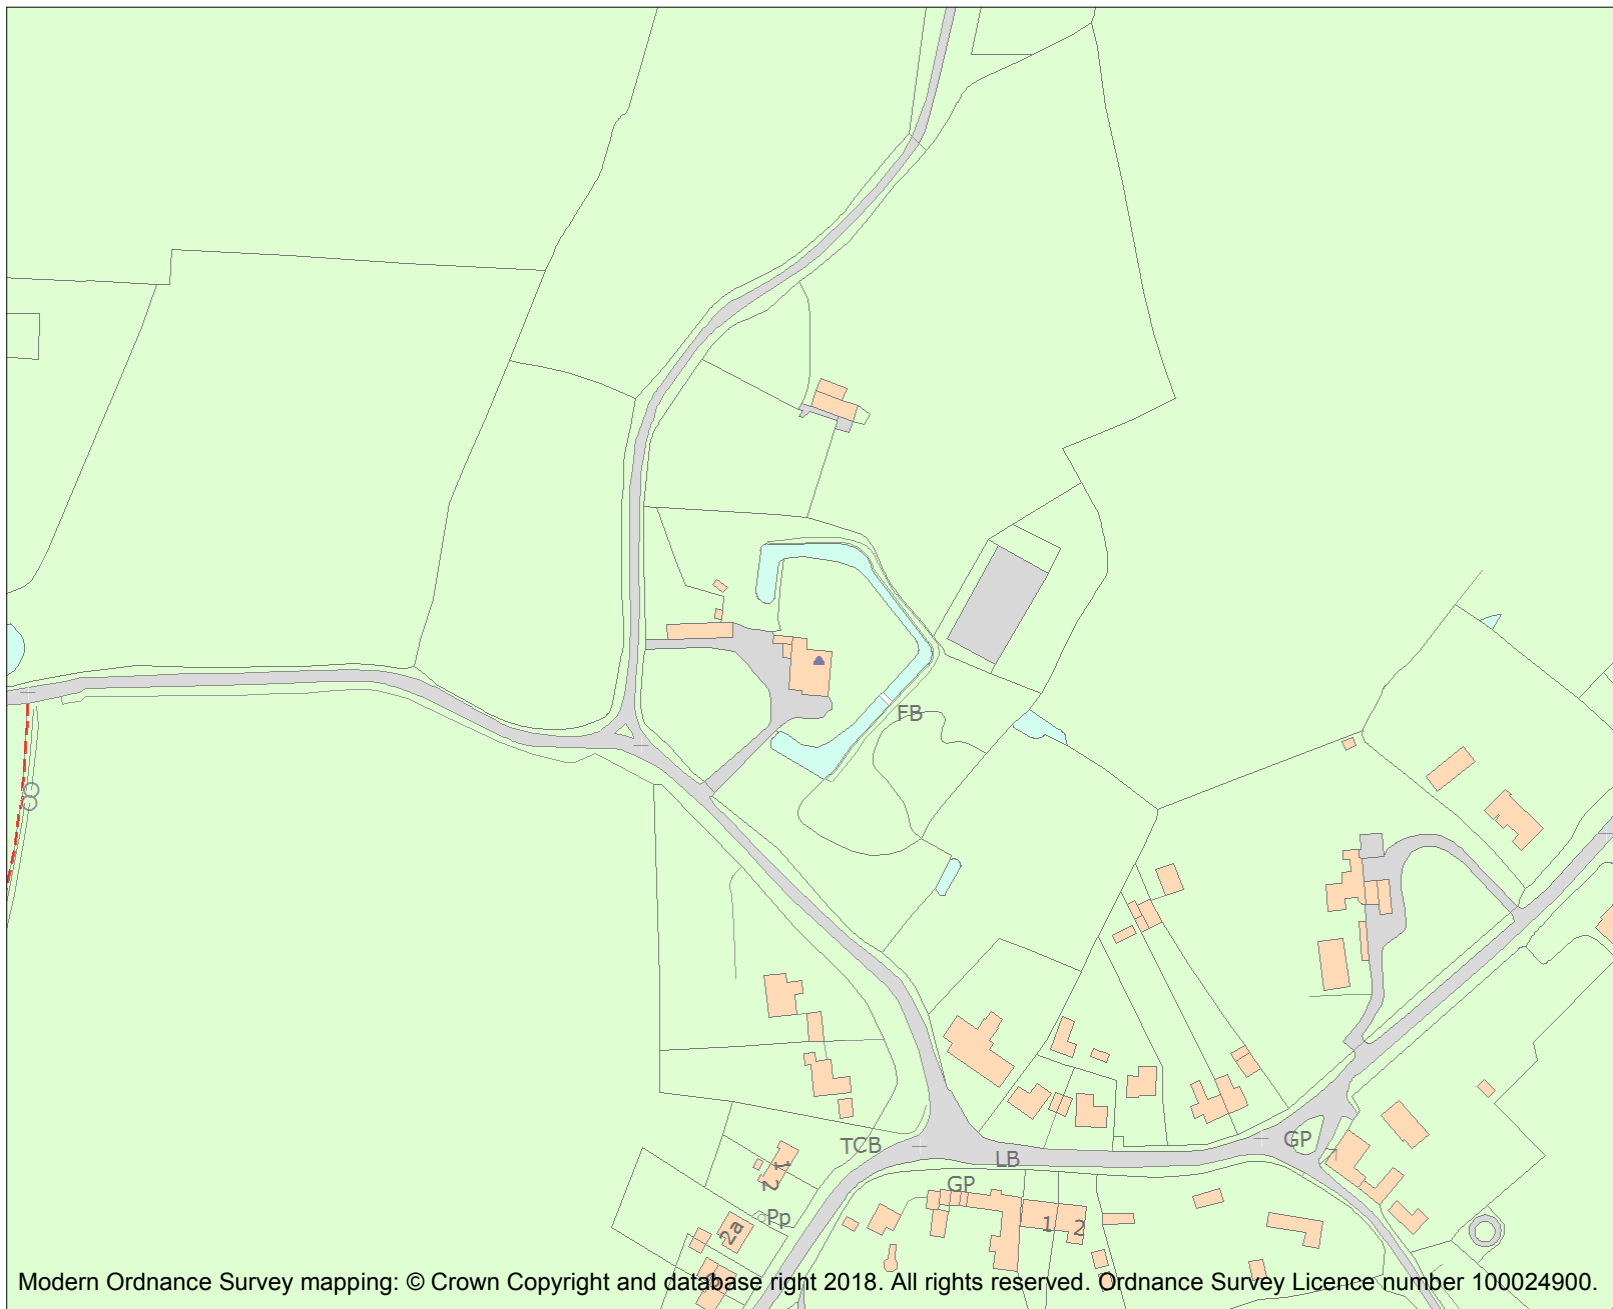 FB
TCB
LB
GP
GP
1
2
Pp
2a
1
2
Modern Ordnance Survey mapping: © Crown Copyright and database right 2018. All rights reserved. Ordnance Survey Licence number 100024900.